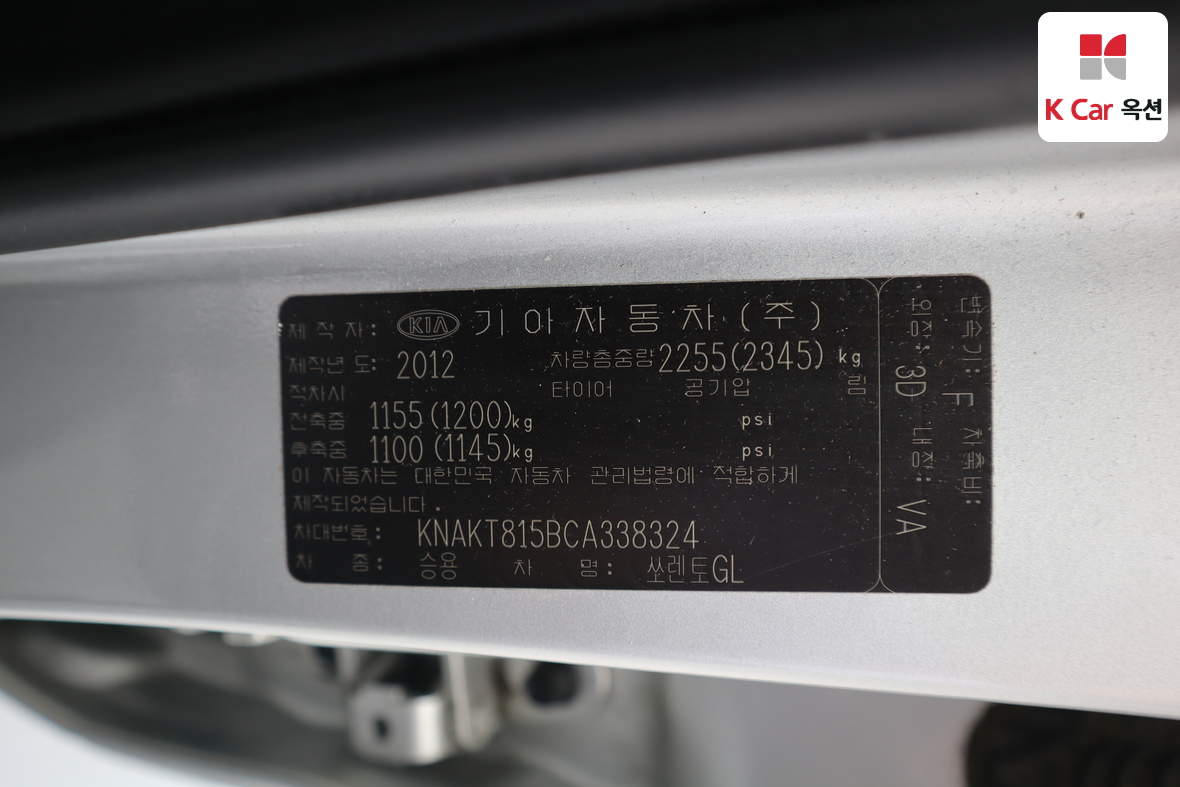 K Car 옥션
제 작 자 : KIA 기 아 자 동 차 ( 주 )
제작년 도: 2012 차량총중량 2255(2345) kg
적차시 타이어 공기압 림
전축중 1155 (1200)kg psi
후축중 1100 (1145)kg psi
이 자동차는 대한민국 자동차 관리법령에 적합하게
제작되었습니다.
차대번호: KNAKT815BCA338324
차 종: 승용 차 명: 쏘렌토GL
변속기: F 차축비:
외장: 3D 내장: VA